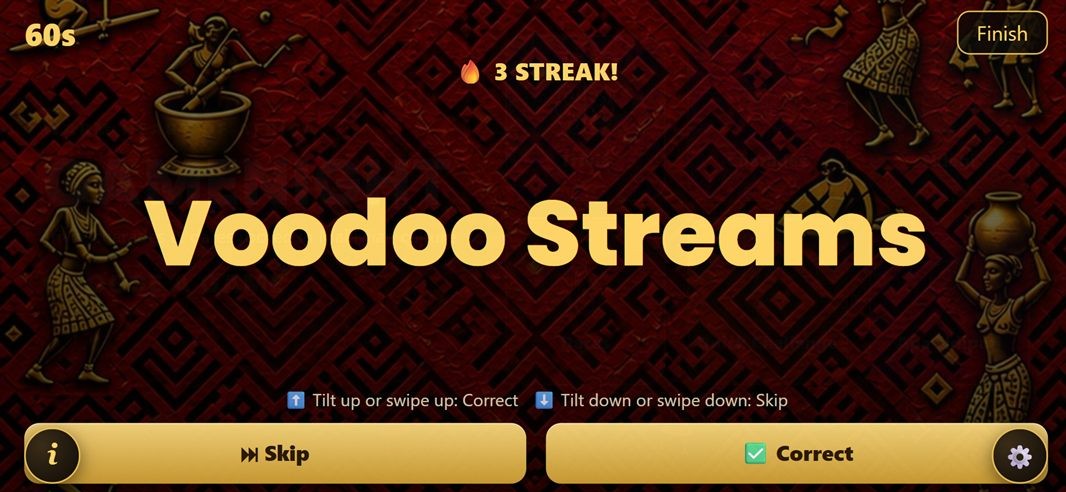 60s
Finish
🔥 3 STREAK!
Voodoo Streams
⬆️ Tilt up or swipe up: Correct ⬇️ Tilt down or swipe down: Skip
i
⏭ Skip
✅ Correct